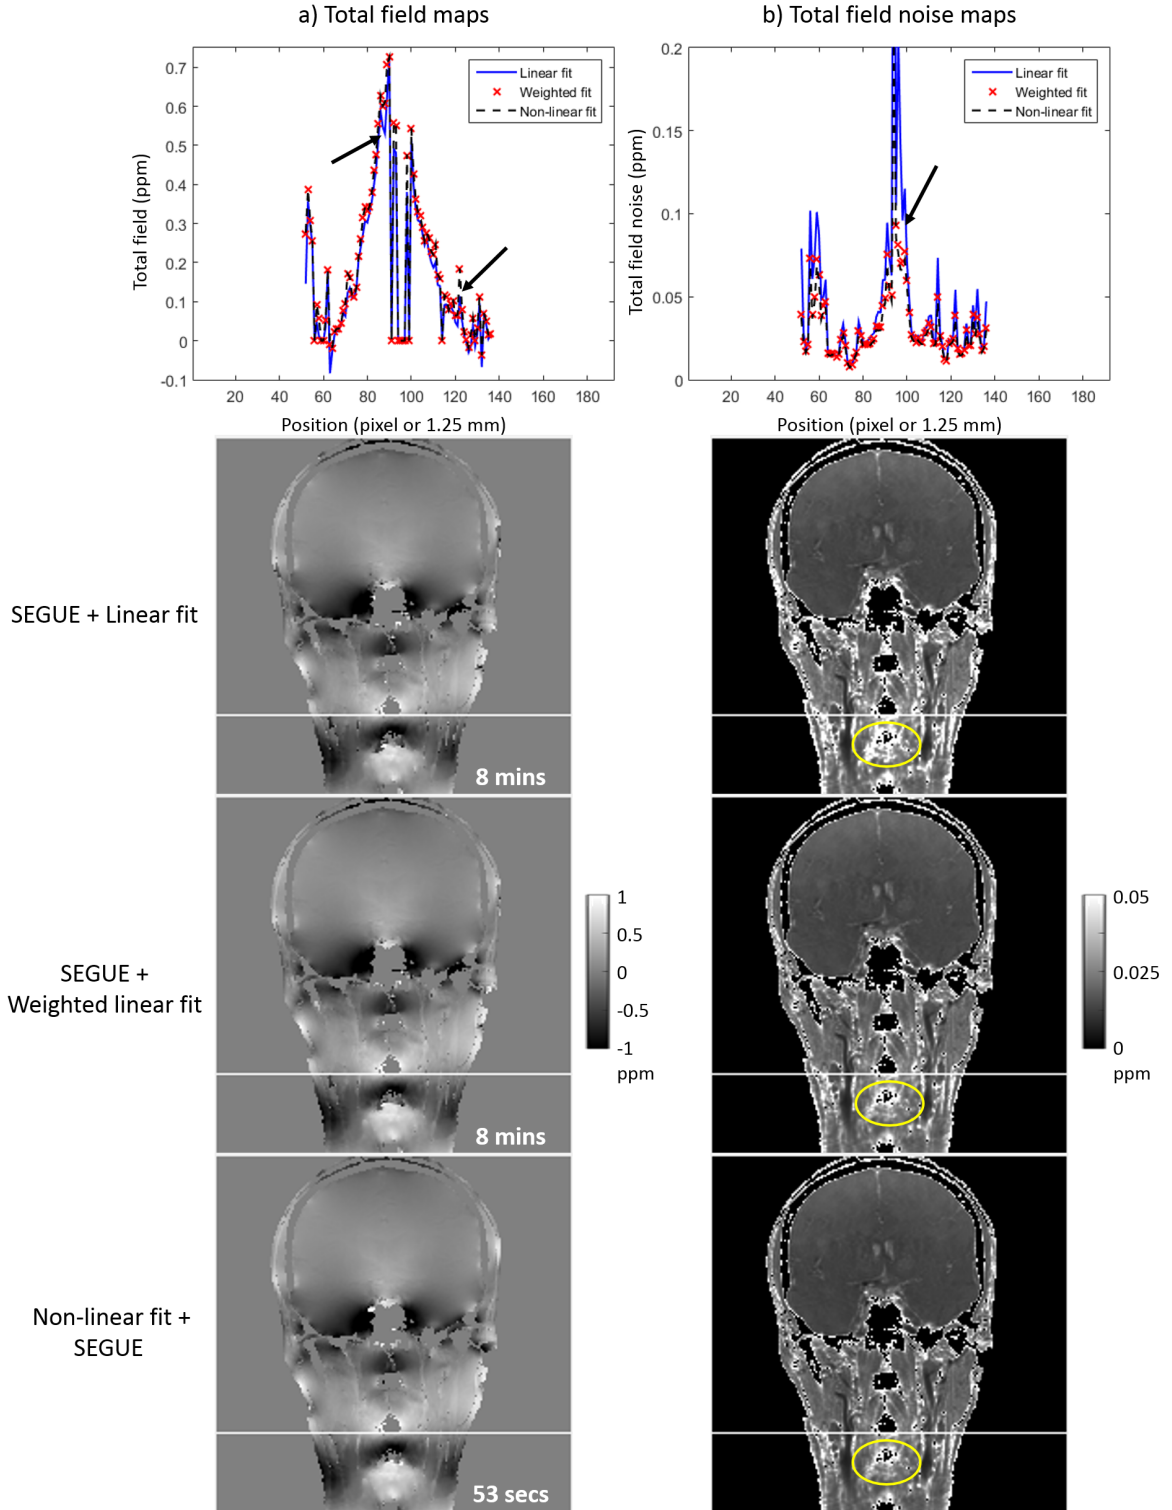 a) Total field maps
b) Total field noise maps
Total field (ppm)
0.7
0.6
0.5
0.4
0.3
0.2
0.1
0
-0.1
Linear fit
Weighted fit
Non-linear fit
20 40 60 80 100 120 140 160 180
Position (pixel or 1.25 mm)
Total field noise (ppm)
0.2
0.15
0.1
0.05
0
Linear fit
Weighted fit
Non-linear fit
20 40 60 80 100 120 140 160 180
Position (pixel or 1.25 mm)
SEGUE + Linear fit
8 mins
SEGUE +
Weighted linear fit
8 mins
1
0.5
0
-0.5
-1
ppm
0.05
0.025
0
ppm
Non-linear fit +
SEGUE
53 secs